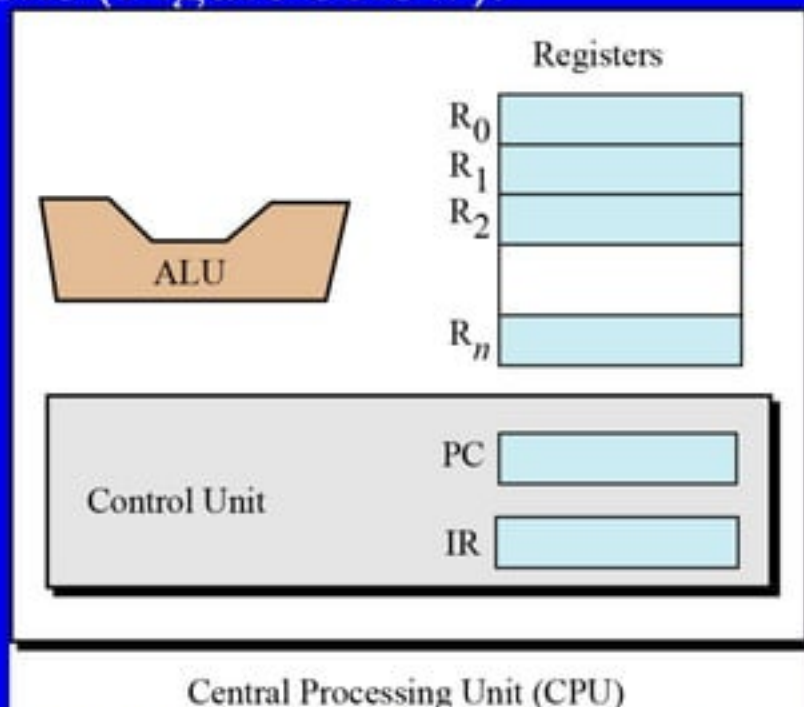 Registers
R0
R1
R2
ALU
Rn
PC
Control Unit
IR
Central Processing Unit (CPU)